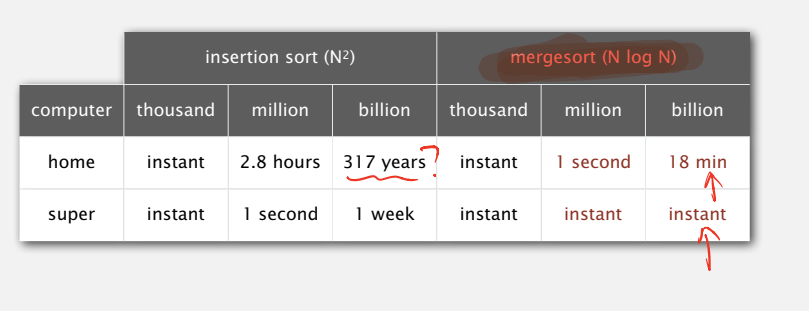 insertion sort (N²) mergesort (N log N)
computer thousand million billion thousand million billion
home instant 2.8 hours 317 years ? instant 1 second 18 min
super instant 1 second 1 week instant instant instant